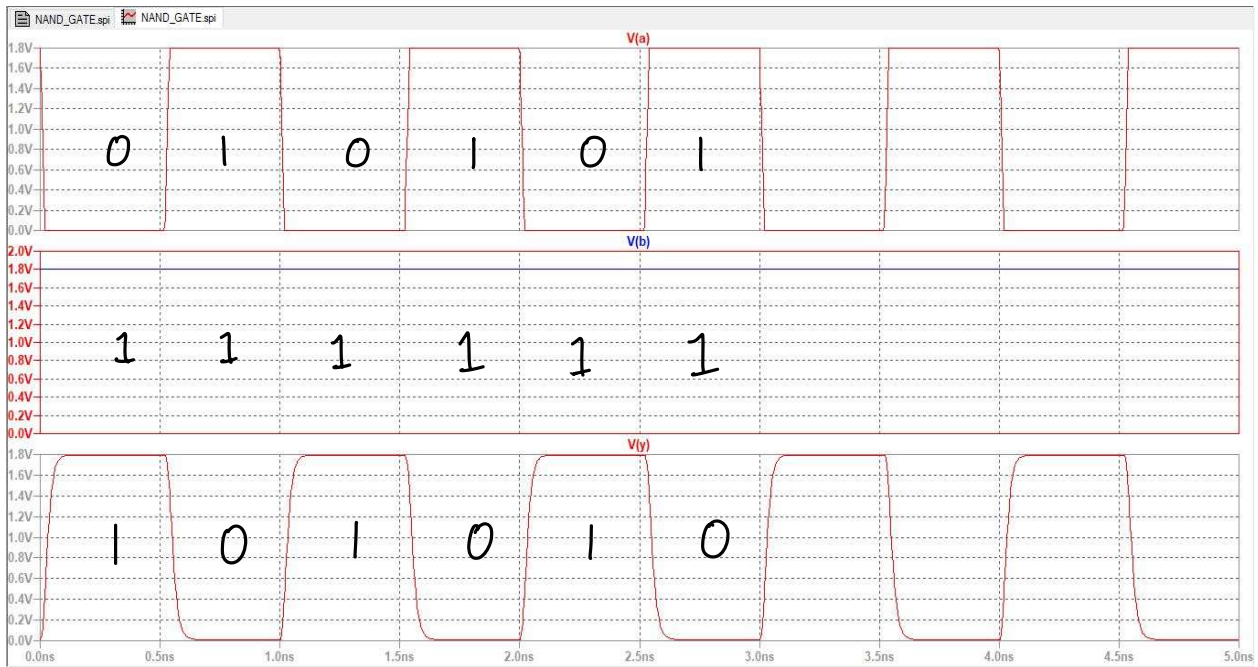 NAND_GATE.spi NAND_GATE.spi
V(a)
1.8V
1.6V
1.4V
1.2V
1.0V
0.8V
0.6V
0.4V
0.2V
0.0V
0 1 0 1 0 1
V(b)
2.0V
1.8V
1.6V
1.4V
1.2V
1.0V
0.8V
0.6V
0.4V
0.2V
0.0V
1 1 1 1 1 1
V(y)
1.8V
1.6V
1.4V
1.2V
1.0V
0.8V
0.6V
0.4V
0.2V
0.0V
1 0 1 0 1 0
0.0ns 0.5ns 1.0ns 1.5ns 2.0ns 2.5ns 3.0ns 3.5ns 4.0ns 4.5ns 5.0ns